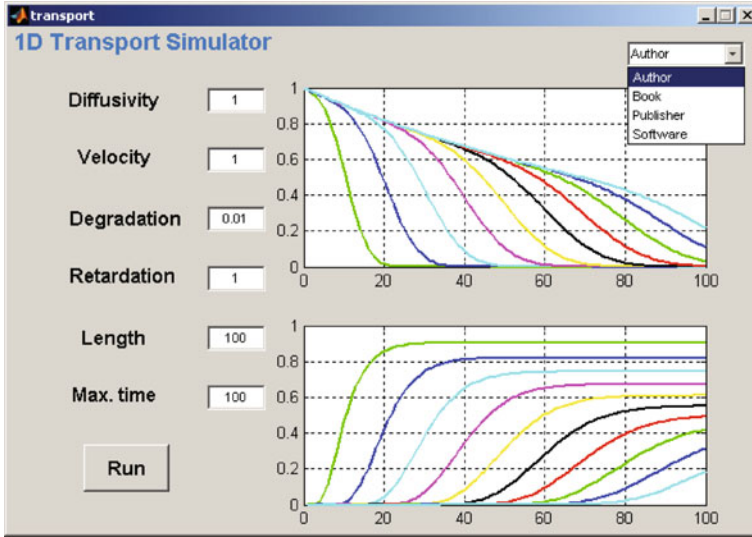 transport
1D Transport Simulator
Author
Author
Book
Publisher
Software
Diffusivity 1
Velocity 1
Degradation 0.01
Retardation 1
Length 100
Max. time 100
Run
1
0.8
0.6
0.4
0.2
0
0 20 40 60 80 100
1
0.8
0.6
0.4
0.2
0
0 20 40 60 80 100